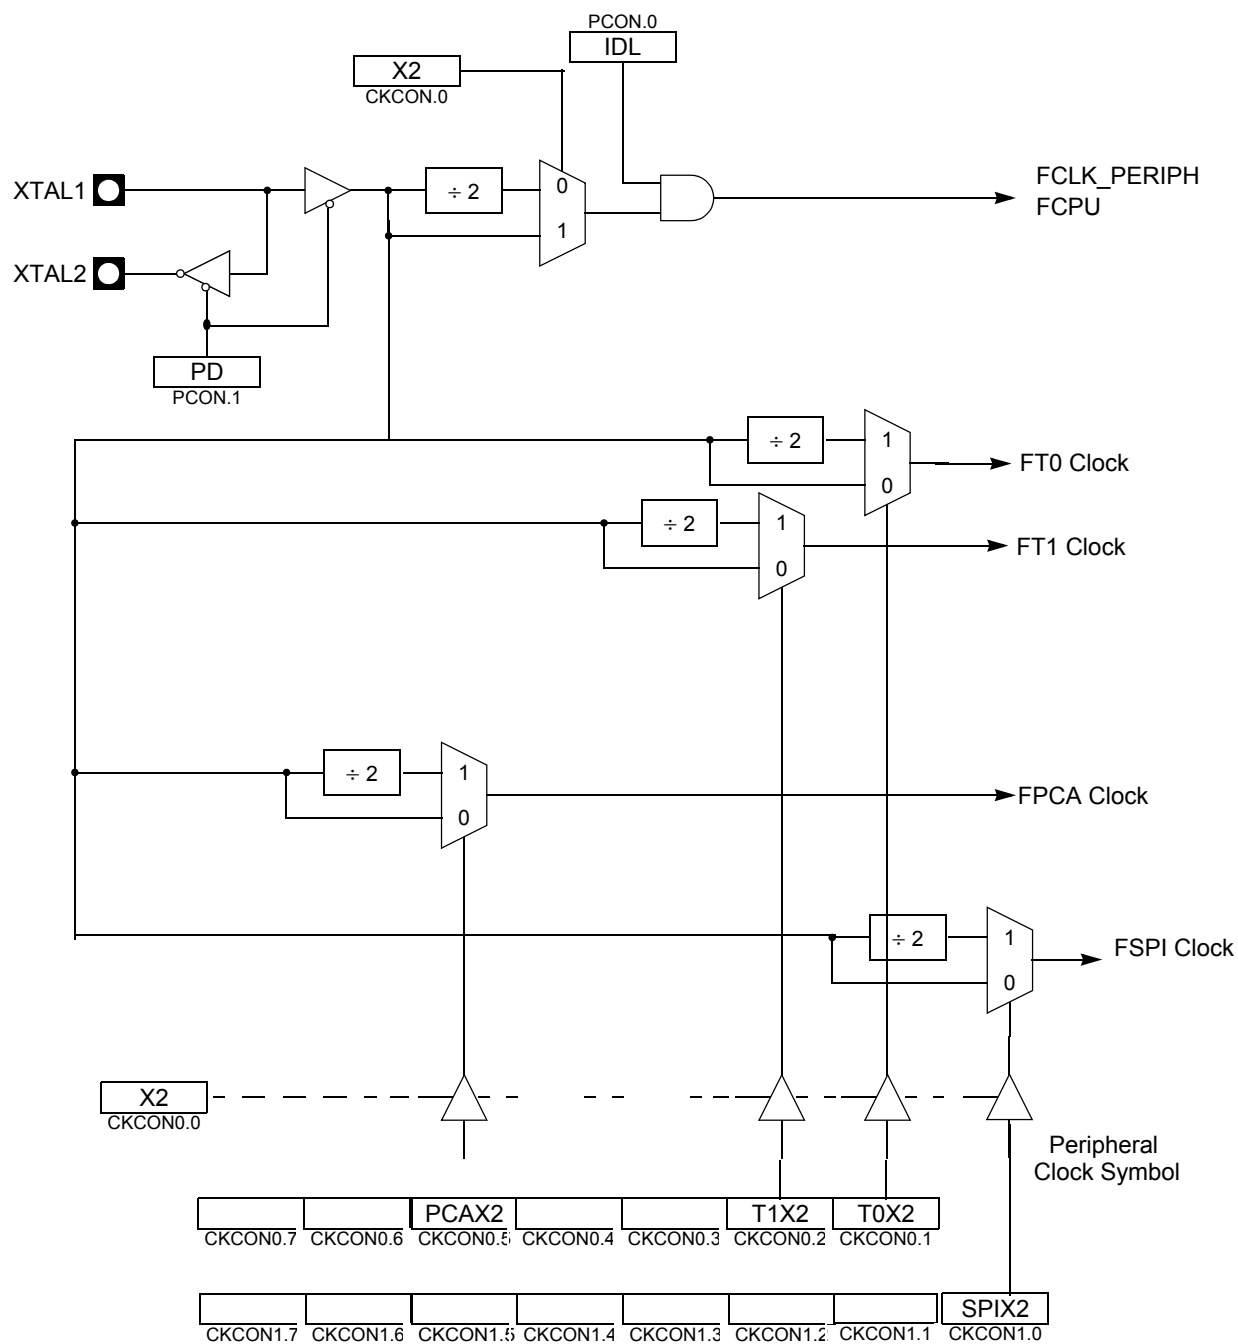 PCON.0
IDL
X2
CKCON.0
XTAL1
÷ 2
0
1
FCLK_PERIPH
FCPU
XTAL2
PD
PCON.1
÷ 2
1
0
FT0 Clock
÷ 2
1
0
FT1 Clock
÷ 2
1
0
FPCA Clock
÷ 2
1
0
FSPI Clock
X2
CKCON0.0
Peripheral
Clock Symbol
PCAX2 T1X2 T0X2
CKCON0.7 CKCON0.6 CKCON0.5 CKCON0.4 CKCON0.3 CKCON0.2 CKCON0.1
SPIX2
CKCON1.7 CKCON1.6 CKCON1.5 CKCON1.4 CKCON1.3 CKCON1.2 CKCON1.1 CKCON1.0